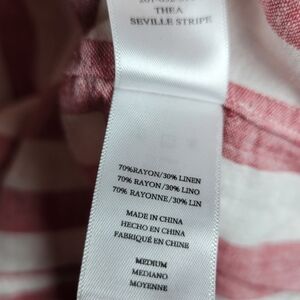 THEA
SEVILLE STRIPE
70%RAYON/30% LINEN
70% RAYON/30% LINO
70% RAYONNE/30% LIN
MADE IN CHINA
HECHO EN CHINA
FABRIQUÉ EN CHINE
MEDIUM
MEDIANO
MOYENNE